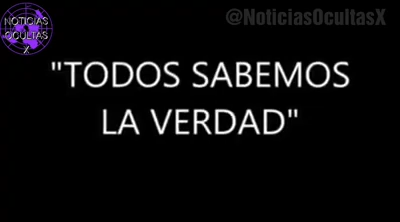 @NoticiasOcultasX
NOTICIAS
OCULTAS
X
"TODOS SABEMOS
LA VERDAD"